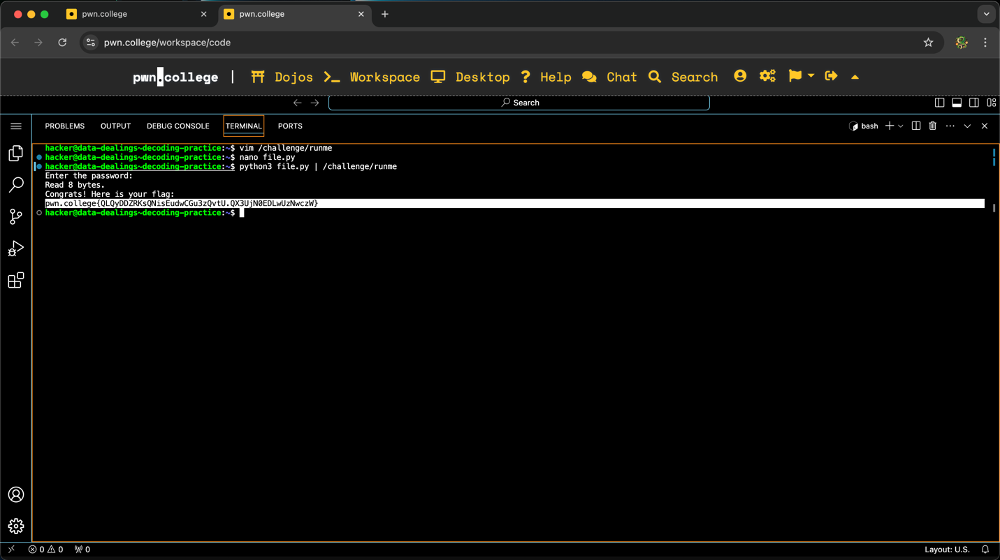 pwn.college
pwn.college
pwn.college/workspace/code
pwn.college | Dojos Workspace Desktop Help Chat Search
Search
PROBLEMS OUTPUT DEBUG CONSOLE TERMINAL PORTS bash
hacker@data-dealings~decoding-practice:~$ vim /challenge/runme
hacker@data-dealings~decoding-practice:~$ nano file.py
hacker@data-dealings~decoding-practice:~$ python3 file.py | /challenge/runme
Enter the password:
Read 8 bytes.
Congrats! Here is your flag:
pwn.college{QLQyDDZRKsQNisEudwCGu3zQvtU.QX3UjN0EDLwUzNwczW}
hacker@data-dealings~decoding-practice:~$
0 0 0 Layout: U.S.